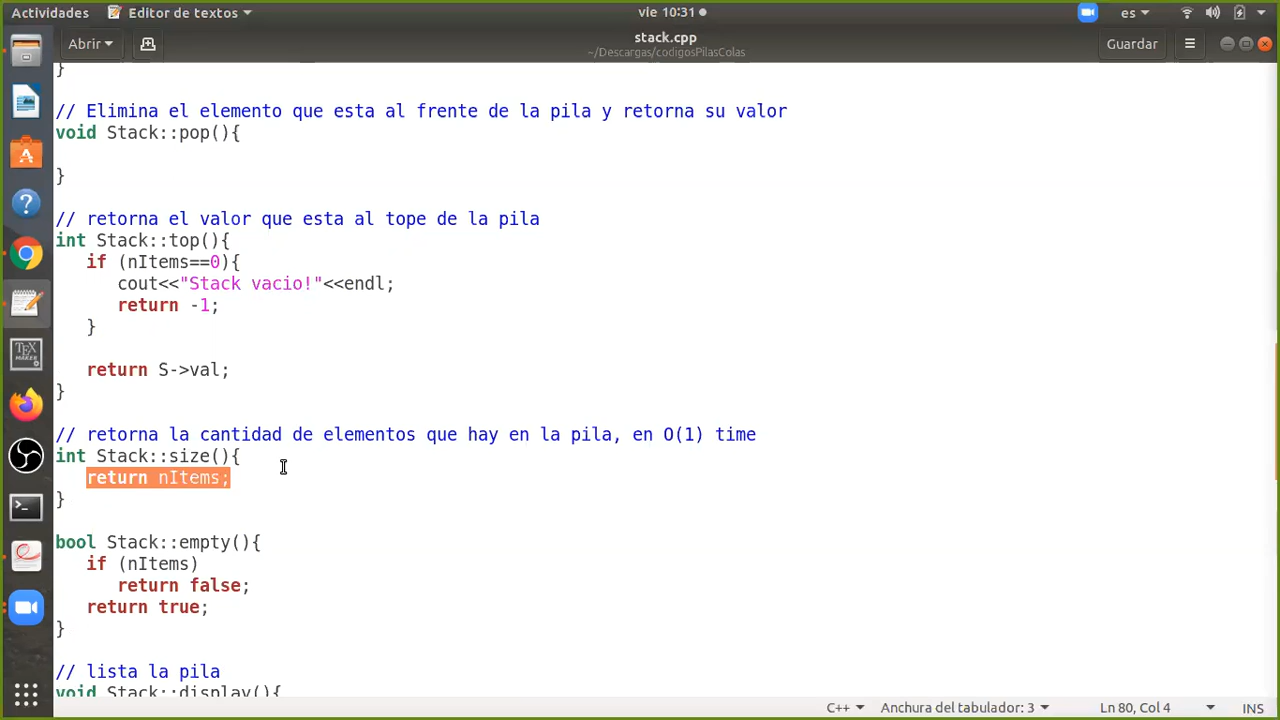 Actividades
Editor de textos
vie 10:31
es
Abrir
stack.cpp
~/Descargas/codigosPilasColas
Guardar
}
// Elimina el elemento que esta al frente de la pila y retorna su valor
void Stack::pop(){
}
// retorna el valor que esta al tope de la pila
int Stack::top(){
if (nItems==0){
cout<<"Stack vacio!"<<endl;
return -1;
}
return S->val;
}
// retorna la cantidad de elementos que hay en la pila, en O(1) time
int Stack::size(){
return nItems;
}
bool Stack::empty(){
if (nItems)
return false;
return true;
}
// lista la pila
void Stack::display(){
C++
Anchura del tabulador: 3
Ln 80, Col 4
INS